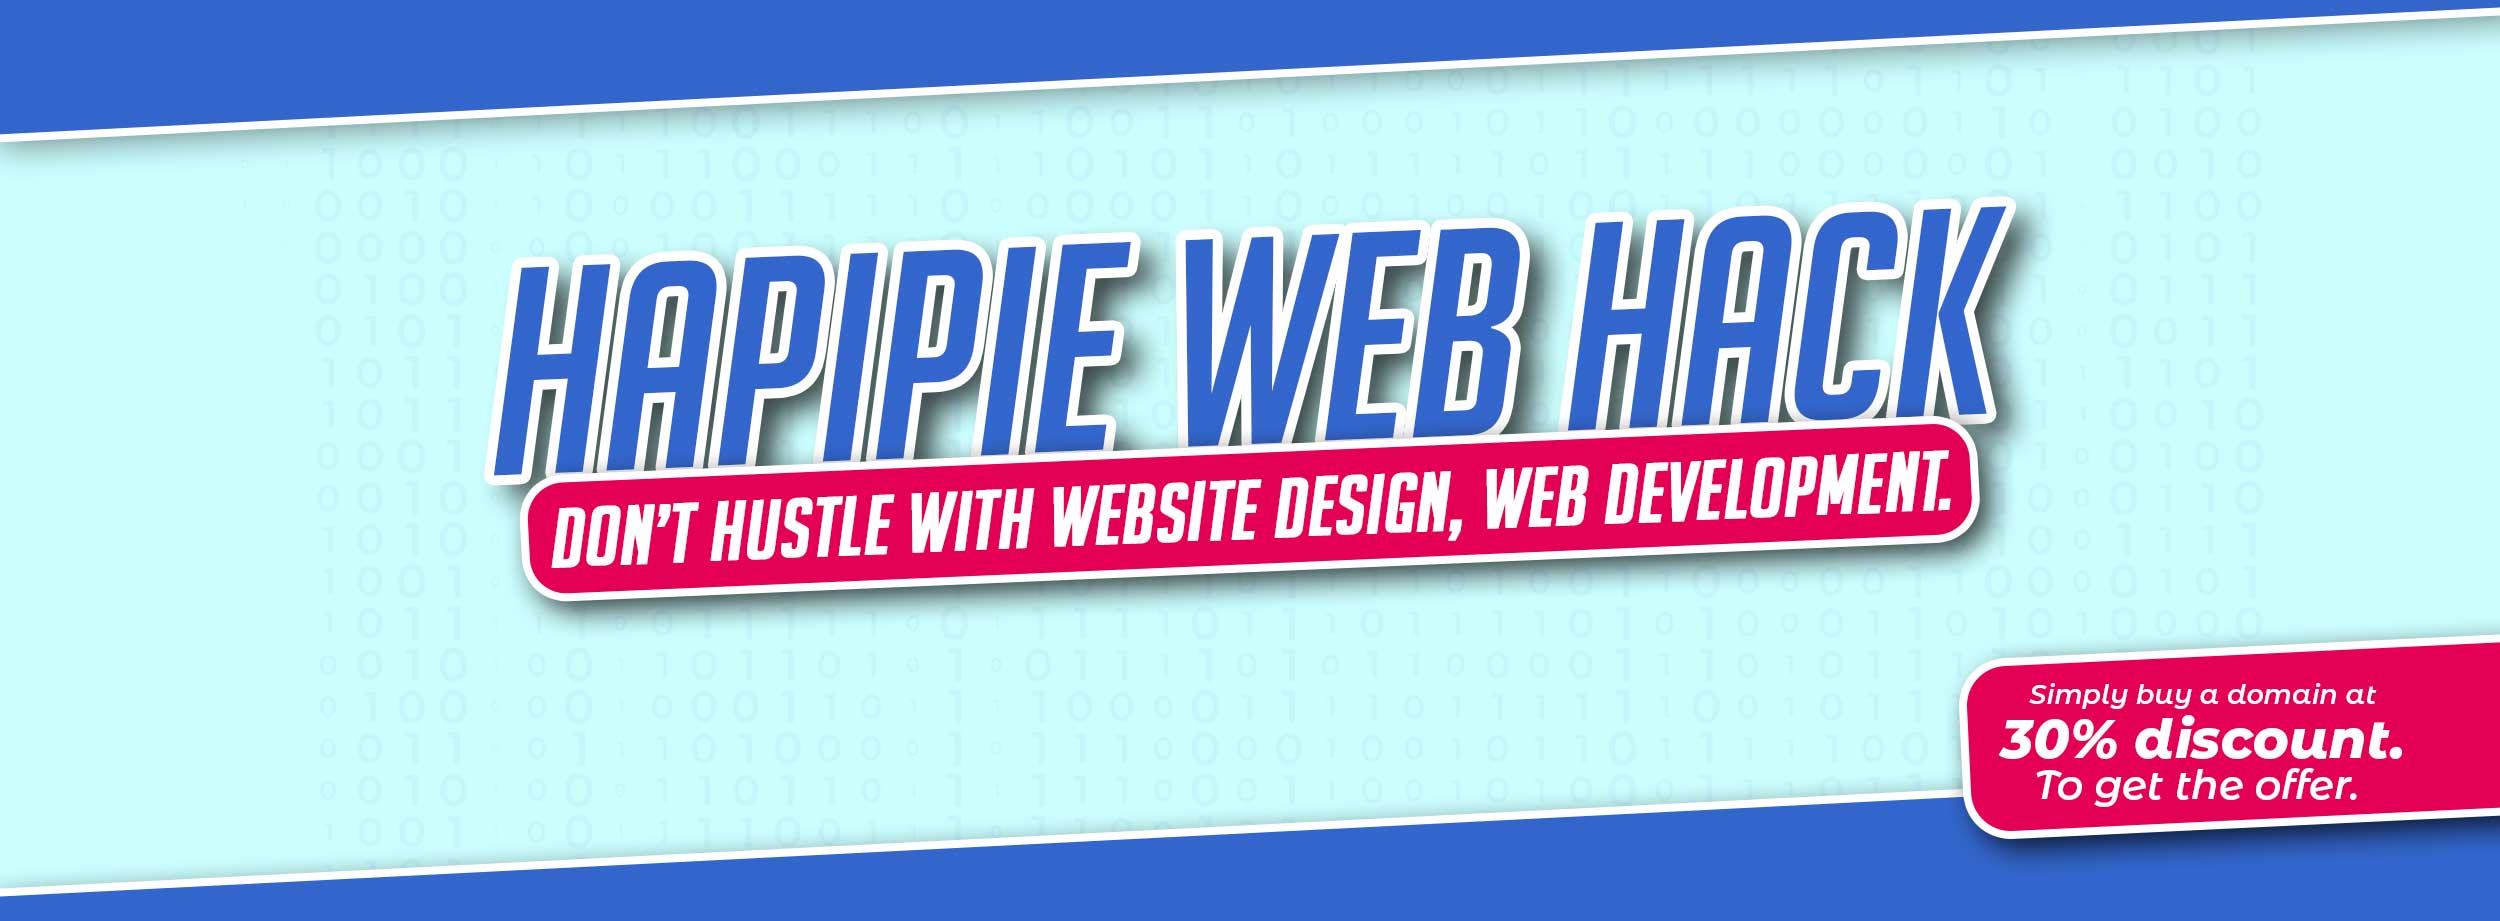 HAPIPIE WEB HACK
DON'T HUSTLE WITH WEBSITE DESIGN, WEB DEVELOPMENT.
Simply buy a domain at
30% discount.
To get the offer.